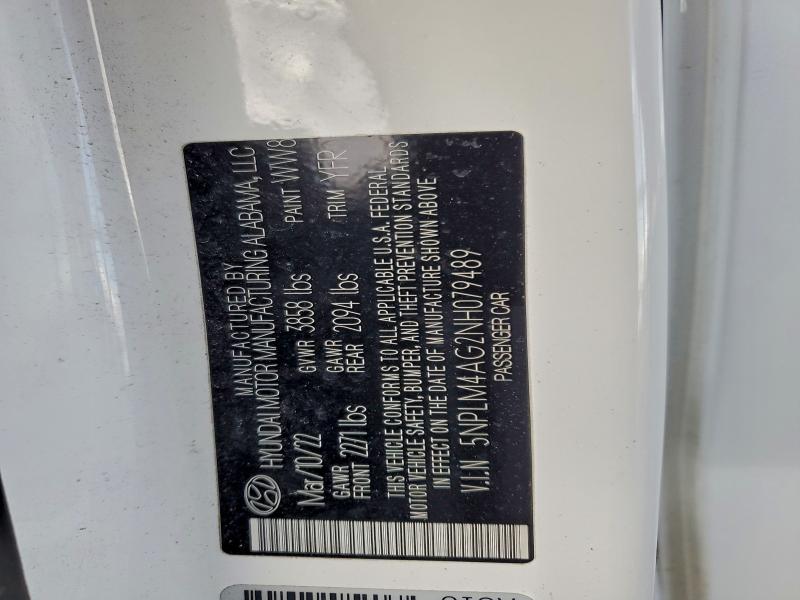 MANUFACTURED BY
HYUNDAI MOTOR MANUFACTURING ALABAMA, LLC
Mar/10/22 GVWR 3858 lbs PAINT WW8
GAWR FRONT 2271 lbs GAWR REAR 2094 lbs TRIM YFR
THIS VEHICLE CONFORMS TO ALL APPLICABLE U.S.A. FEDERAL
MOTOR VEHICLE SAFETY, BUMPER, AND THEFT PREVENTION STANDARDS
IN EFFECT ON THE DATE OF MANUFACTURE SHOWN ABOVE
V.I.N 5NPLM4AG2NH079489
PASSENGER CAR